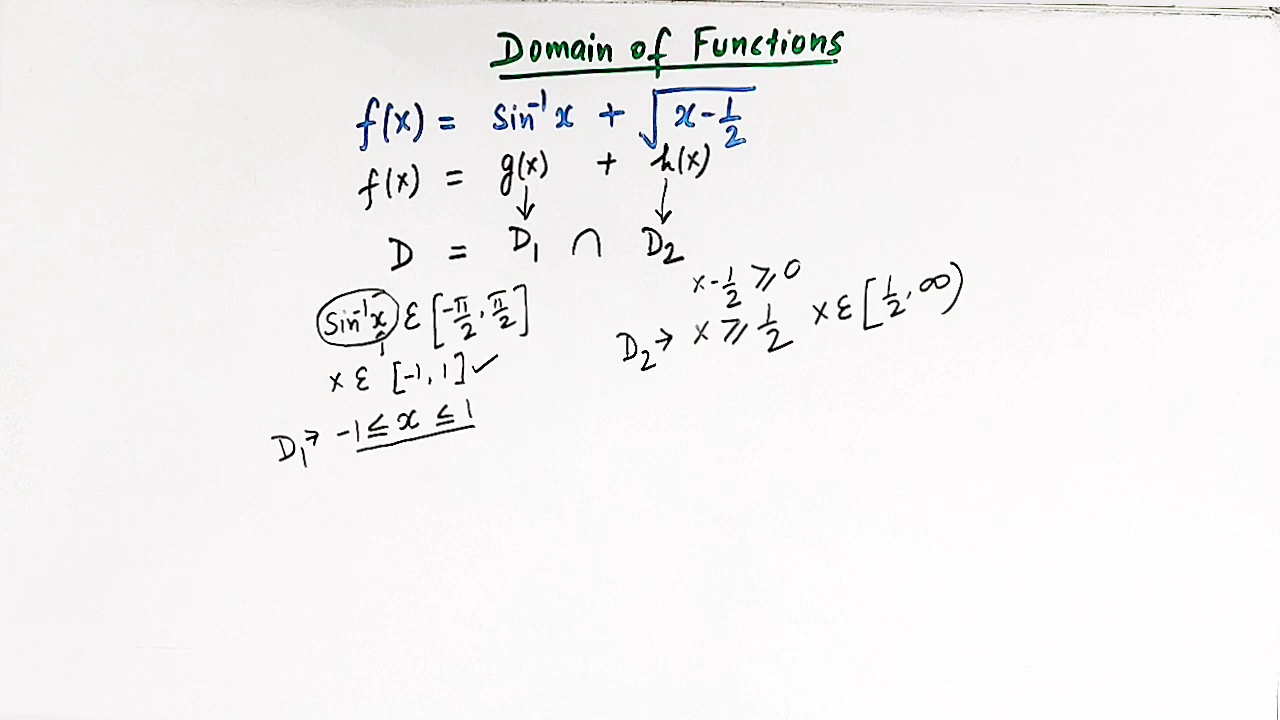 Domain of Functions
f(x) = sin⁻¹x + √(x - 1/2)
f(x) = g(x) + h(x)
↓ ↓
D = D₁ ∩ D₂
sin⁻¹x ε [-π/2, π/2]
x ε [-1, 1] ✓
D₁→ -1 ≤ x ≤ 1
x - 1/2 ⩾ 0
D₂→ x ⩾ 1/2 x ε [1/2, ∞)